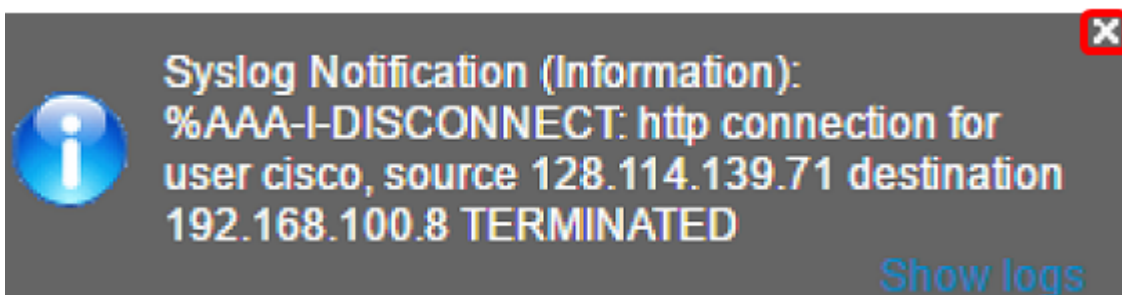 Syslog Notification (Information):
%AAA-I-DISCONNECT: http connection for
user cisco, source 128.114.139.71 destination
192.168.100.8 TERMINATED
Show logs